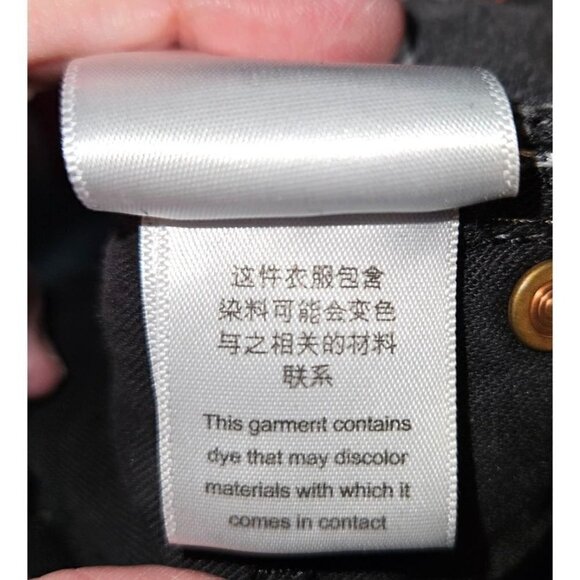 这件衣服包含
染料可能会变色
与之相关的材料
联系
This garment contains
dye that may discolor
materials with which it
comes in contact